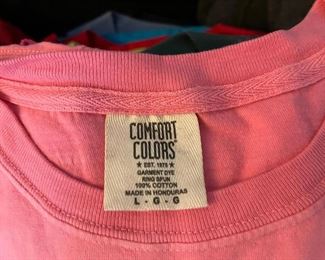 COMFORT
COLORS®
★ EST. 1975 ★
GARMENT DYE
RING SPUN
100% COTTON
MADE IN HONDURAS
L - G - G